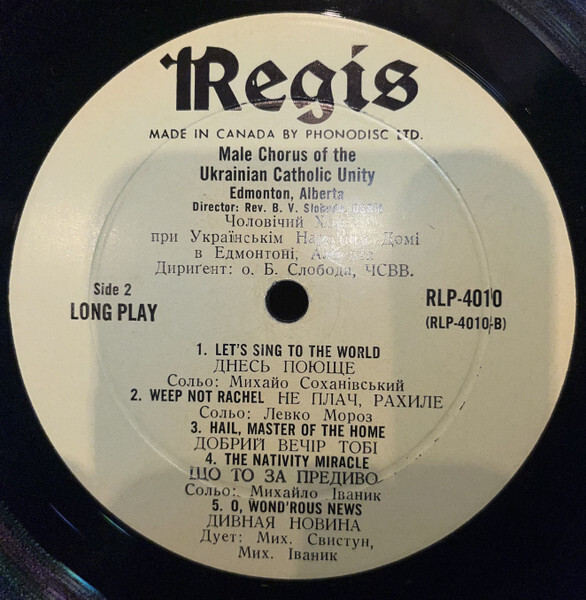 Regis
MADE IN CANADA BY PHONODISC LTD.
Male Chorus of the
Ukrainian Catholic Unity
Edmonton, Alberta
Director: Rev. B. V.
Чоловічий
при Українськім Домі
в Едмонтоні,
Дириґент: о. Б. Слобода, ЧСВВ.
Side 2
LONG PLAY
RLP-4010
(RLP-4010-B)
1. LET'S SING TO THE WORLD
ДНЕСЬ ПОЮЩЕ
Сольо: Михайо Соханівський
2. WEEP NOT RACHEL НЕ ПЛАЧ, РАХИЛЕ
Сольо: Левко Мороз
3. HAIL, MASTER OF THE HOME
ДОБРИЙ ВЕЧІР ТОБІ
4. THE NATIVITY MIRACLE
ЩО ТО ЗА ПРЕДИВО
Сольо: Михайло Іваник
5. O, WOND'ROUS NEWS
ДИВНАЯ НОВИНА
Дует: Мих. Свистун,
Мих. Іваник